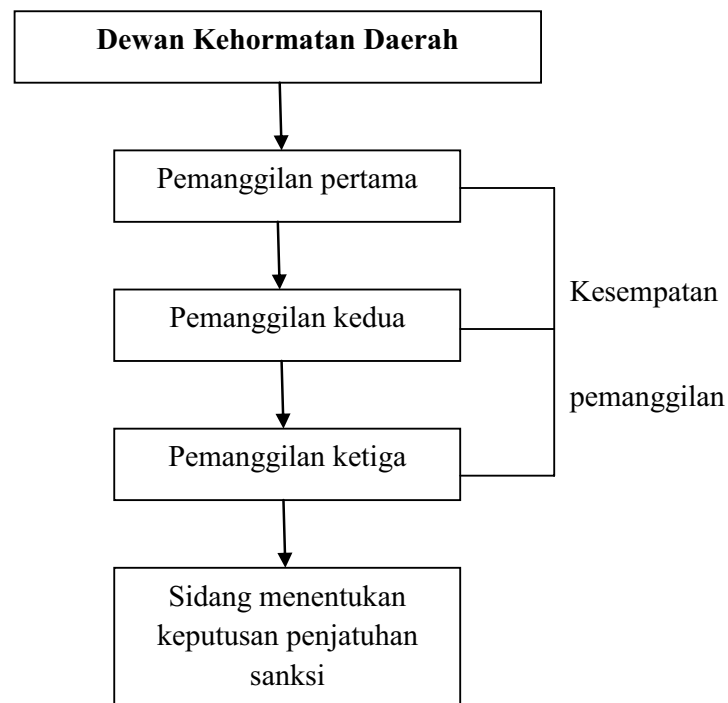 Dewan Kehormatan Daerah
Pemanggilan pertama
Kesempatan
Pemanggilan kedua
pemanggilan
Pemanggilan ketiga
Sidang menentukan
keputusan penjatuhan
sanksi